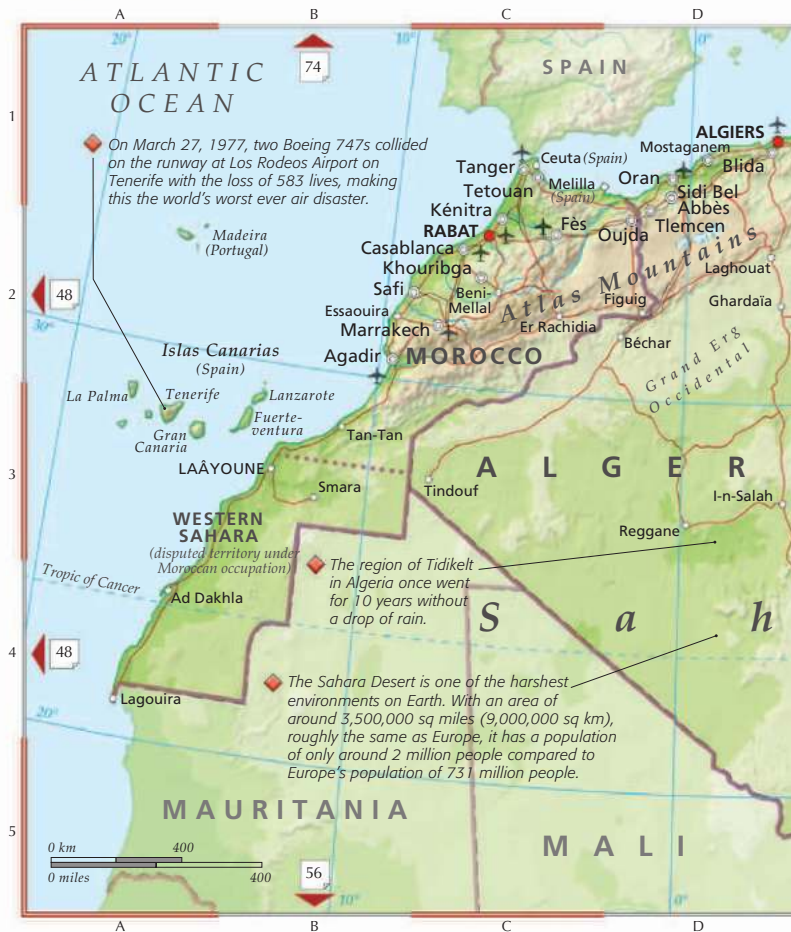 A
B
C
D
20°
10°
0°
74
ATLANTIC
OCEAN
SPAIN
1
On March 27, 1977, two Boeing 747s collided
on the runway at Los Rodeos Airport on
Tenerife with the loss of 583 lives, making
this the world's worst ever air disaster.
ALGIERS
Mostaganem
Blida
Ceuta (Spain)
Tanger
Tetouan
Melilla
(Spain)
Oran
Sidi Bel
Abbès
Tlemcen
Kénitra
RABAT
Fès
Oujda
Madeira
(Portugal)
Casablanca
Khouribga
Laghouat
Atlas Mountains
2
48
Safi
Beni-
Mellal
Figuig
Ghardaïa
30°
Essaouira
Marrakech
Er Rachidia
Béchar
Islas Canarias
(Spain)
Agadir
MOROCCO
Grand Erg
Occidental
La Palma
Tenerife
Lanzarote
Fuerte-
ventura
Gran
Canaria
Tan-Tan
3
LAÂYOUNE
ALGER
Smara
Tindouf
I-n-Salah
WESTERN
SAHARA
(disputed territory under
Moroccan occupation)
Reggane
The region of Tidikelt
in Algeria once went
for 10 years without
a drop of rain.
Tropic of Cancer
Ad Dakhla
S a h
4
48
The Sahara Desert is one of the harshest
environments on Earth. With an area of
around 3,500,000 sq miles (9,000,000 sq km),
roughly the same as Europe, it has a population
of only around 2 million people compared to
Europe's population of 731 million people.
Lagouira
20°
MAURITANIA
5
MALI
0 km
400
0 miles
400
56
10°
0°
A
B
C
D